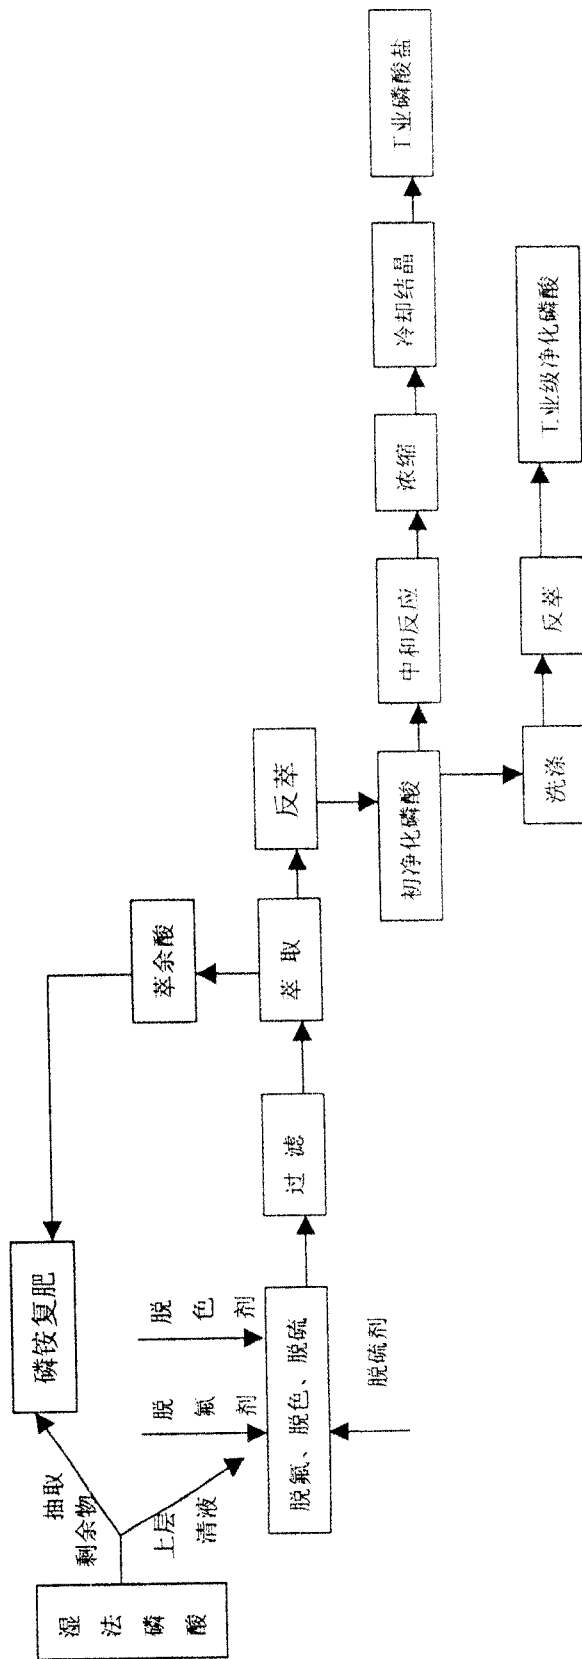 湿法磷酸
抽取
剩余物
上层
清液
磷铵复肥
脱氟剂
脱色剂
脱氟、脱色、脱硫
脱硫剂
过滤
萃取
萃余酸
反萃
初净化磷酸
中和反应
浓缩
冷却结晶
工业磷酸盐
洗涤
反萃
工业级净化磷酸